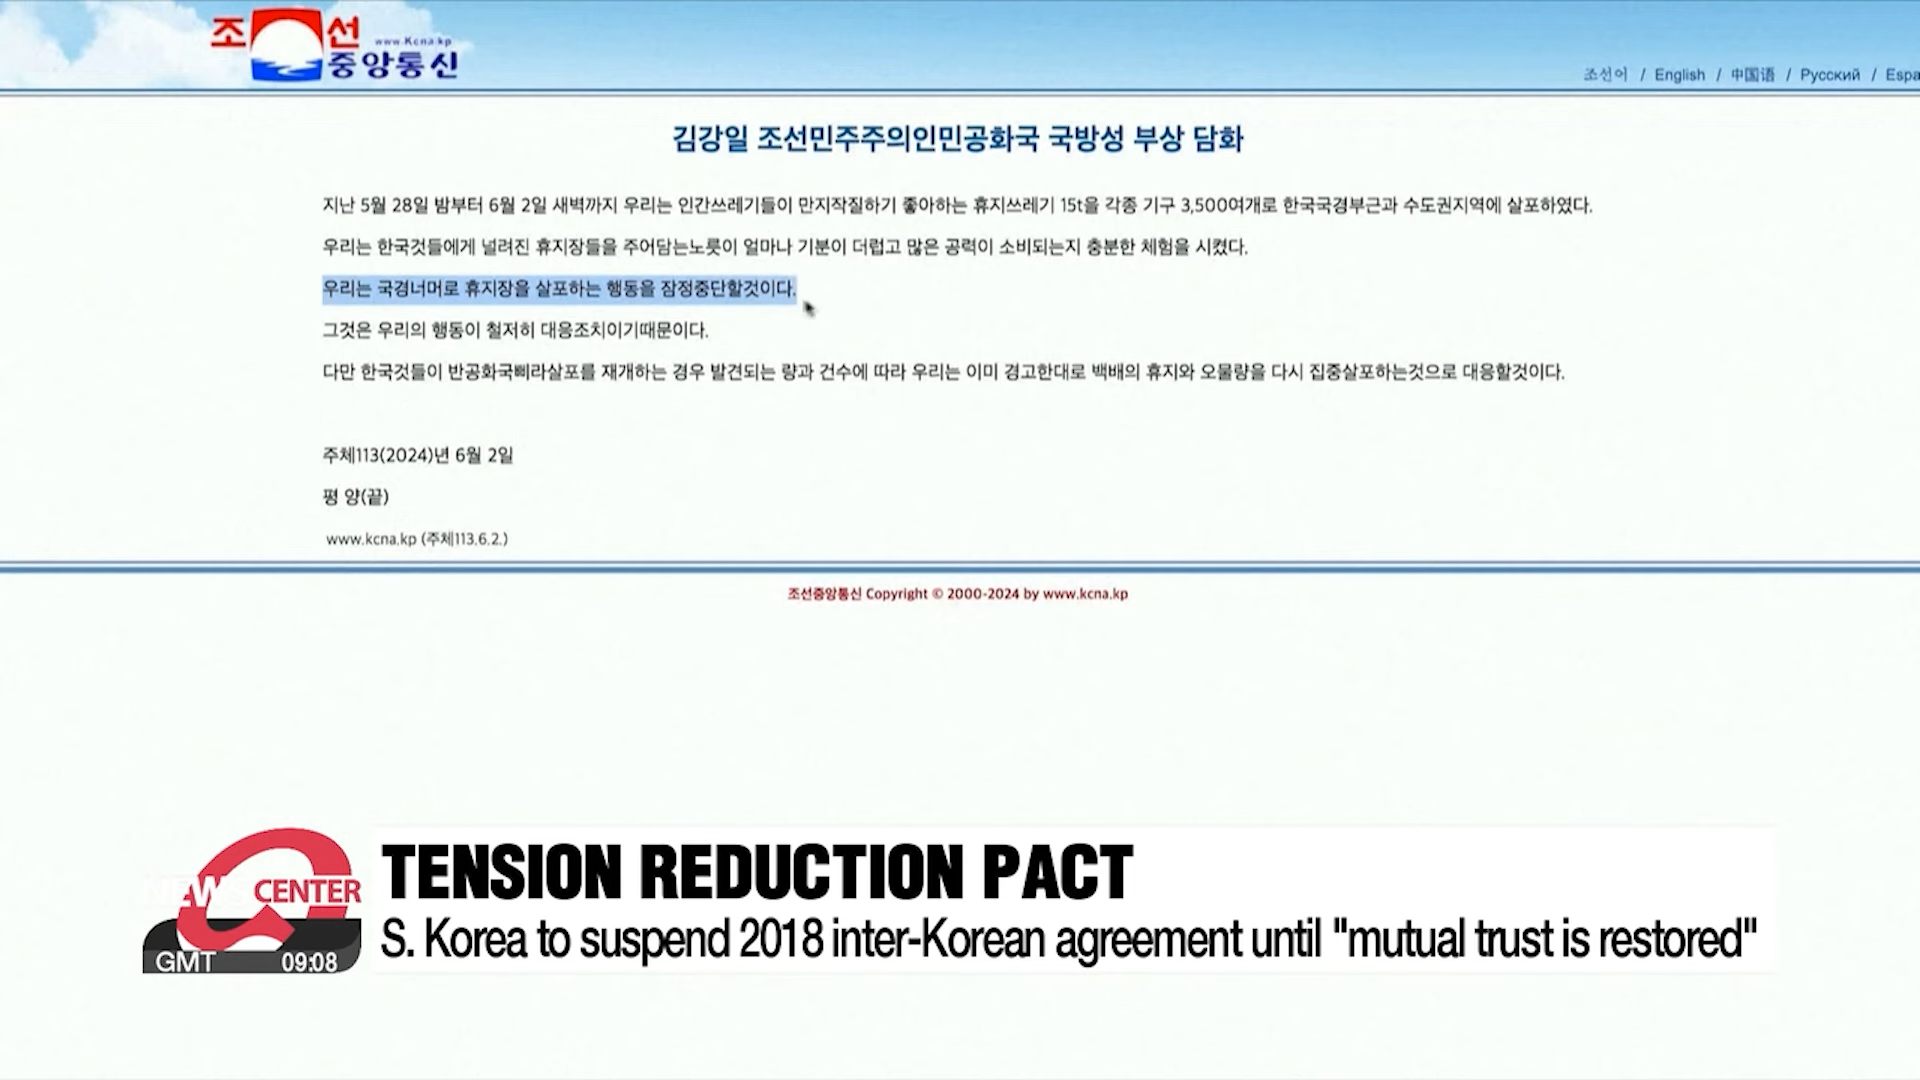 조선
www.Kcna.kp
중앙통신
조선어 / English / 中国语 / Русский / Espa
김강일 조선민주주의인민공화국 국방성 부상 담화
지난 5월 28일 밤부터 6월 2일 새벽까지 우리는 인간쓰레기들이 만지작질하기 좋아하는 휴지쓰레기 15t을 각종 기구 3,500여개로 한국국경부근과 수도권지역에 살포하였다.
우리는 한국것들에게 널려진 휴지장들을 주어담는노릇이 얼마나 기분이 더럽고 많은 공력이 소비되는지 충분한 체험을 시켰다.
우리는 국경너머로 휴지장을 살포하는 행동을 잠정중단할것이다.
그것은 우리의 행동이 철저히 대응조치이기때문이다.
다만 한국것들이 반공화국삐라살포를 재개하는 경우 발견되는 량과 건수에 따라 우리는 이미 경고한대로 백배의 휴지와 오물량을 다시 집중살포하는것으로 대응할것이다.
주체113(2024)년 6월 2일
평 양(끝)
www.kcna.kp (주체113.6.2.)
조선중앙통신 Copyright © 2000-2024 by www.kcna.kp
NEWS CENTER
GMT 09:08
TENSION REDUCTION PACT
S. Korea to suspend 2018 inter-Korean agreement until "mutual trust is restored"